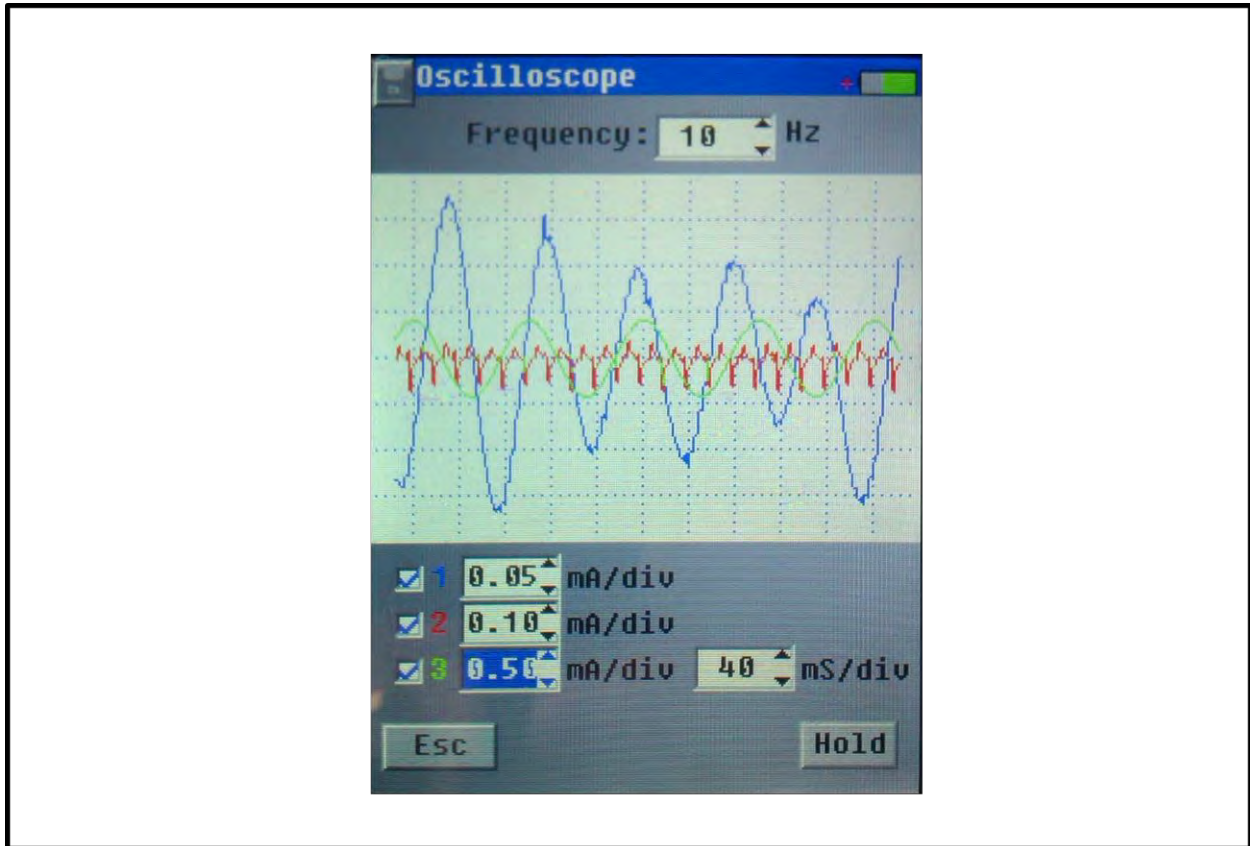 Oscilloscope
Frequency: 10 Hz
1 0.05 mA/div
2 0.10 mA/div
3 0.50 mA/div 40 mS/div
Esc Hold